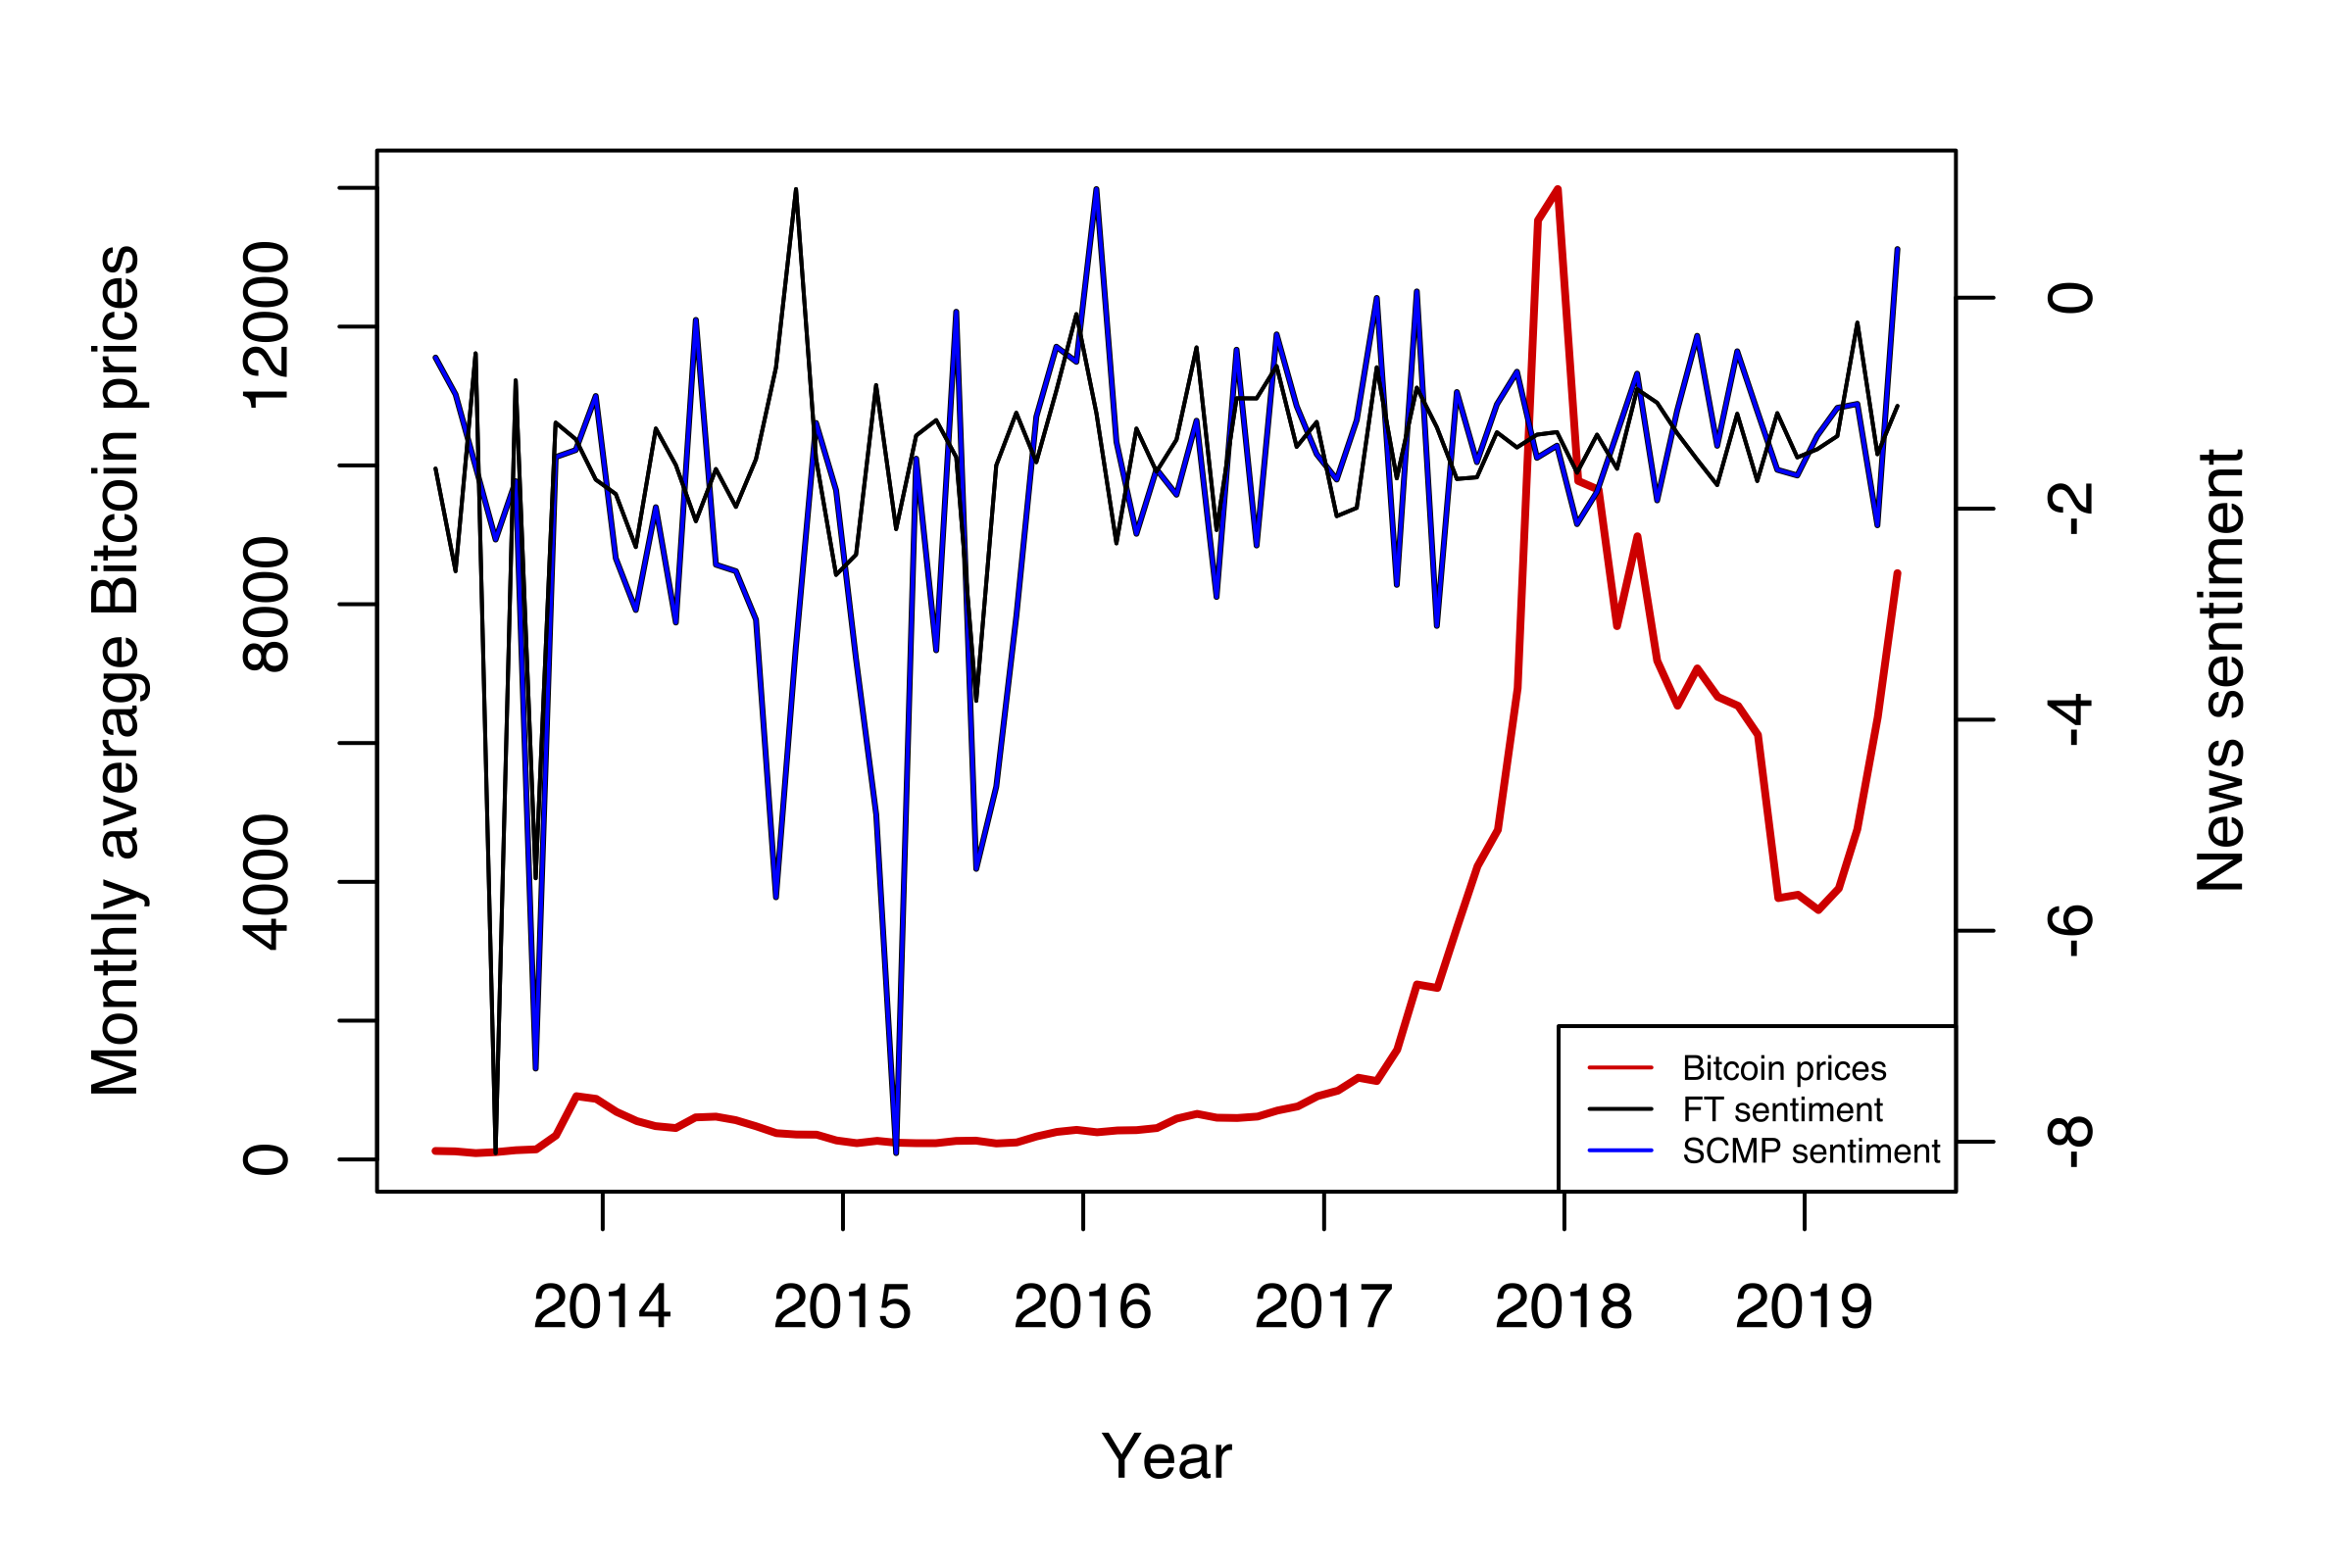 Monthly average Bitcoin prices
0
4000
8000
12000
0
-2
-4
-6
-8
News sentiment
Bitcoin prices
FT sentiment
SCMP sentiment
2014 2015 2016 2017 2018 2019
Year